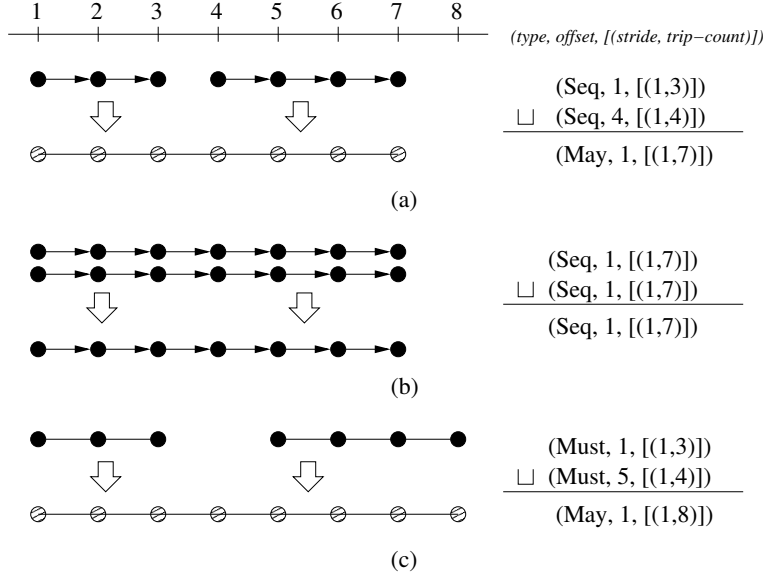 1 2 3 4 5 6 7 8
(type, offset, [(stride, trip−count)])
(Seq, 1, [(1,3)])
⊔ (Seq, 4, [(1,4)])
(May, 1, [(1,7)])
(a)
(Seq, 1, [(1,7)])
⊔ (Seq, 1, [(1,7)])
(Seq, 1, [(1,7)])
(b)
(Must, 1, [(1,3)])
⊔ (Must, 5, [(1,4)])
(May, 1, [(1,8)])
(c)